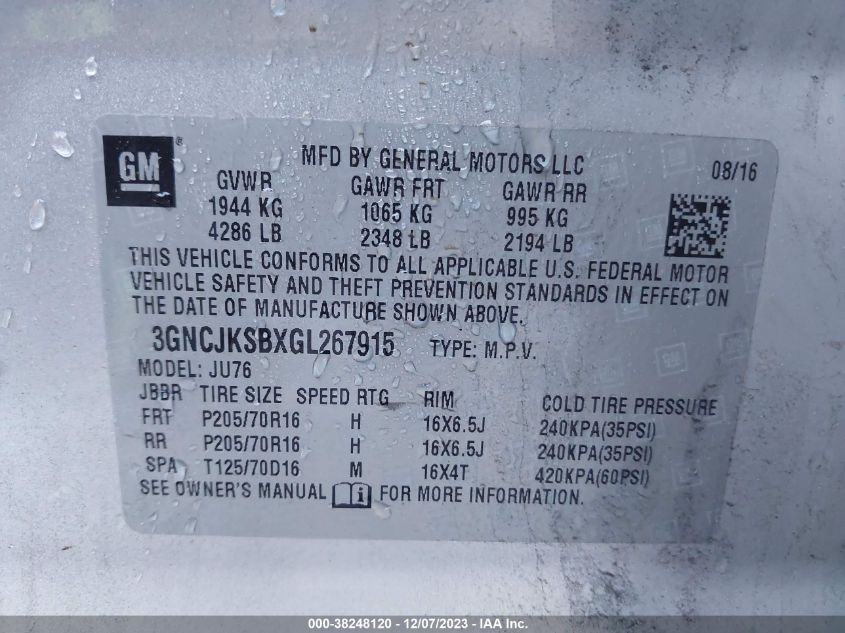 GM ®
MFD BY GENERAL MOTORS LLC 08/16
GVWR GAWR FRT GAWR RR
1944 KG 1065 KG 995 KG
4286 LB 2348 LB 2194 LB
THIS VEHICLE CONFORMS TO ALL APPLICABLE U.S. FEDERAL MOTOR
VEHICLE SAFETY AND THEFT PREVENTION STANDARDS IN EFFECT ON
THE DATE OF MANUFACTURE SHOWN ABOVE.
3GNCJKSBXGL267915 TYPE: M.P.V.
MODEL: JU76
JBBR TIRE SIZE SPEED RTG RIM COLD TIRE PRESSURE
FRT P205/70R16 H 16X6.5J 240KPA(35PSI)
RR P205/70R16 H 16X6.5J 240KPA(35PSI)
SPA T125/70D16 M 16X4T 420KPA(60PSI)
SEE OWNER'S MANUAL i FOR MORE INFORMATION.
000-38248120 - 12/07/2023 - IAA Inc.